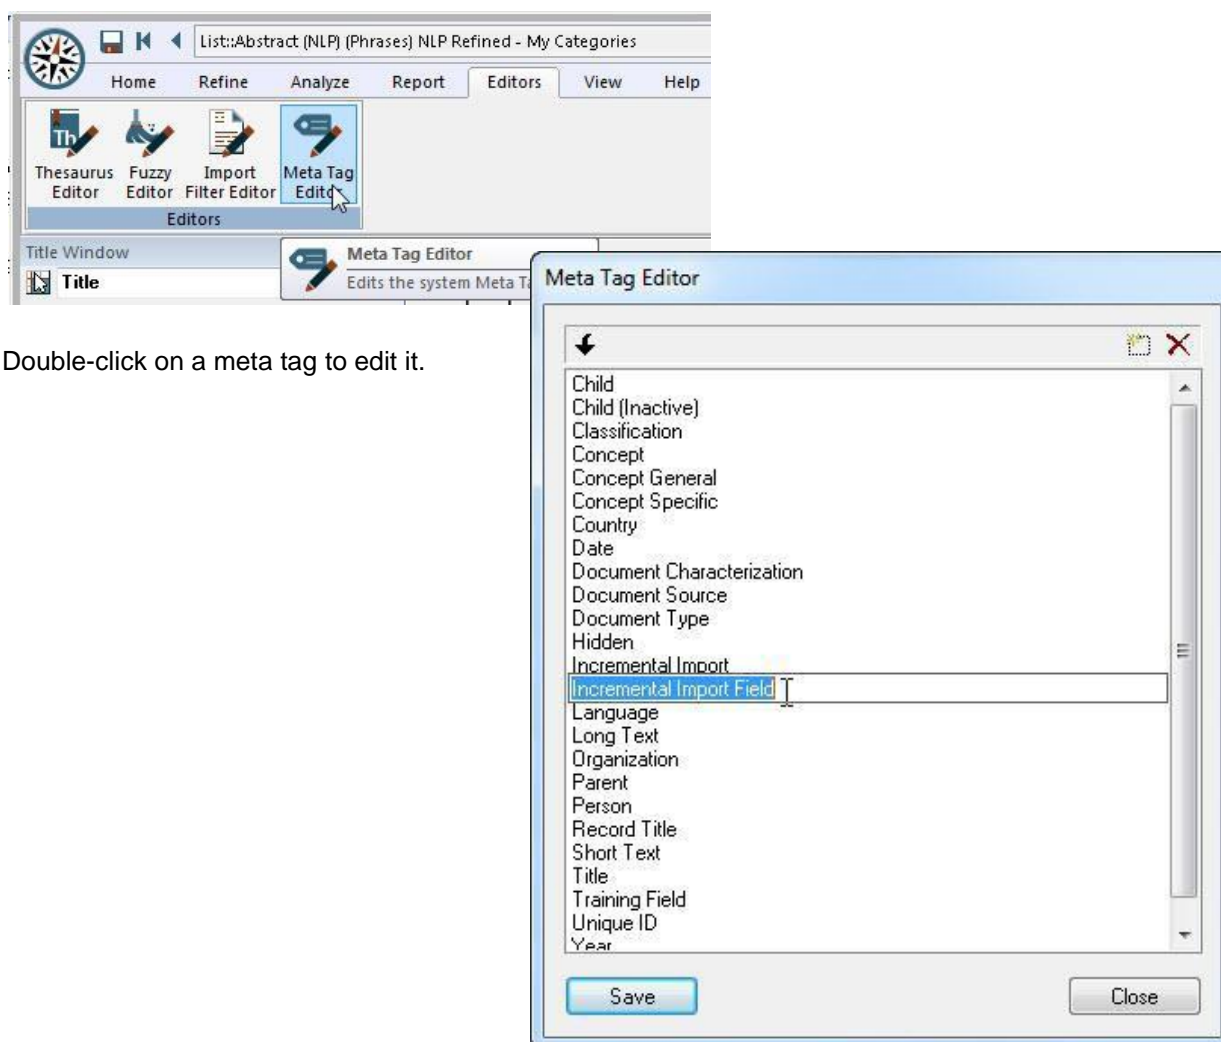 List::Abstract (NLP) (Phrases) NLP Refined - My Categories
Home Refine Analyze Report Editors View Help
Th
Thesaurus Editor
Fuzzy Editor
Import Filter Editor
Meta Tag Editor
Editors
Title Window
Title
Meta Tag Editor
Edits the system Meta
Double-click on a meta tag to edit it.
Meta Tag Editor
Child
Child (Inactive)
Classification
Concept
Concept General
Concept Specific
Country
Date
Document Characterization
Document Source
Document Type
Hidden
Incremental Import
Incremental Import Field
Language
Long Text
Organization
Parent
Person
Record Title
Short Text
Title
Training Field
Unique ID
Year
Save
Close